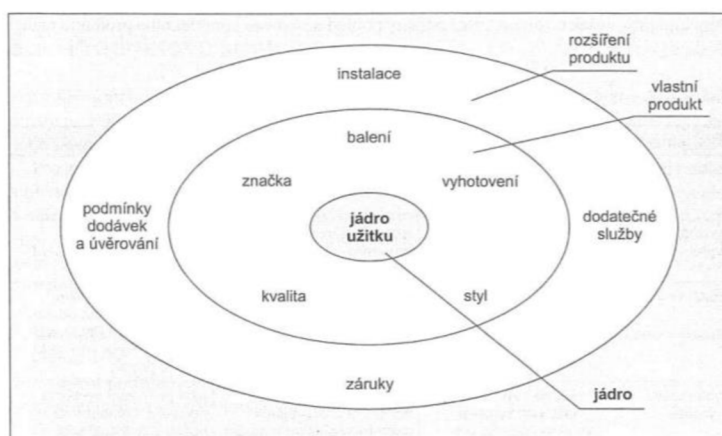 rozšíření
produktu
instalace
vlastní
produkt
balení
značka
vyhotovení
podmínky
dodávek
a úvěrování
jádro
užitku
dodatečné
služby
kvalita
styl
záruky
jádro